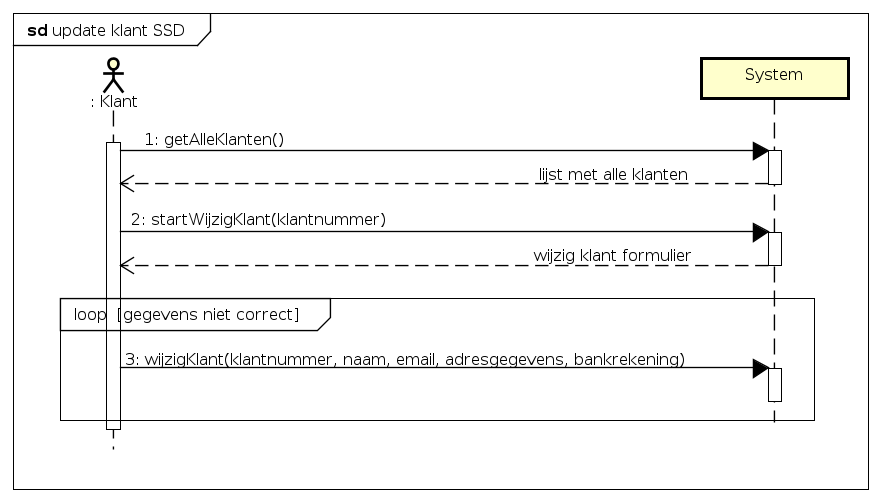 sd update klant SSD
: Klant
System
1: getAlleKlanten()
lijst met alle klanten
2: startWijzigKlant(klantnummer)
wijzig klant formulier
loop [gegevens niet correct]
3: wijzigKlant(klantnummer, naam, email, adresgegevens, bankrekening)